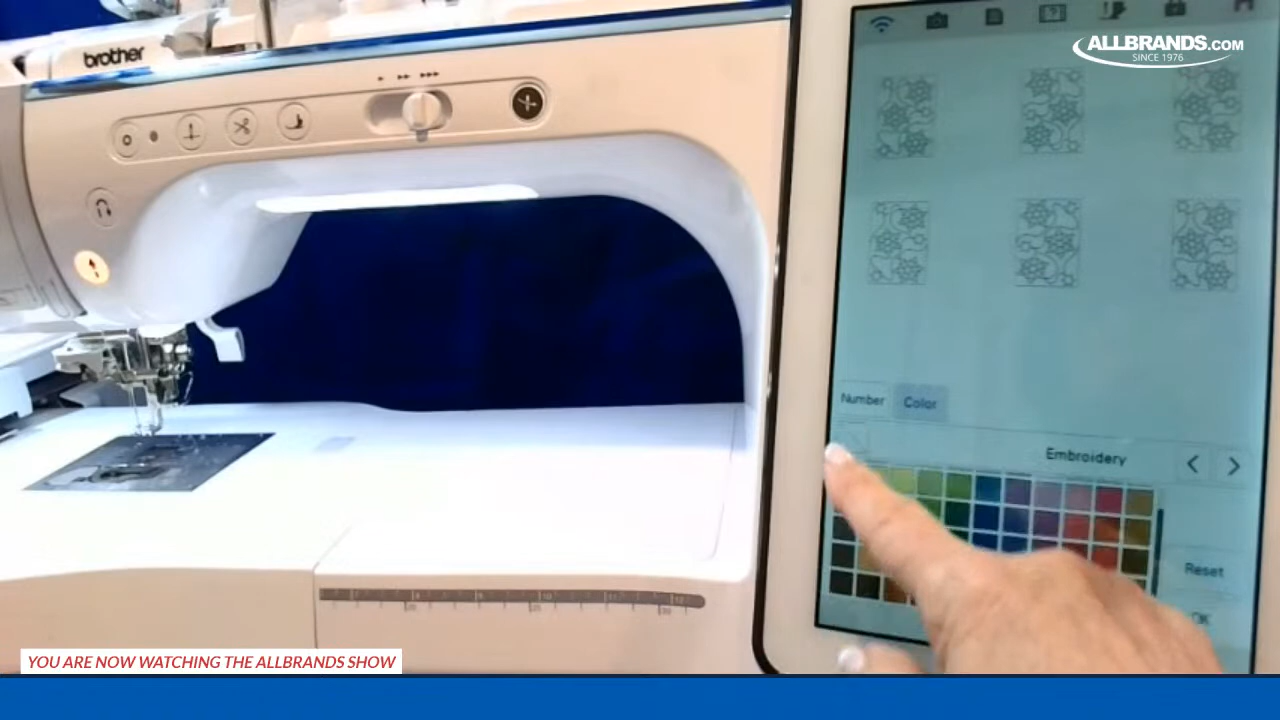 brother
ALLBRANDS.COM
SINCE 1976
Number
Color
Embroidery
Reset
OK
YOU ARE NOW WATCHING THE ALLBRANDS SHOW